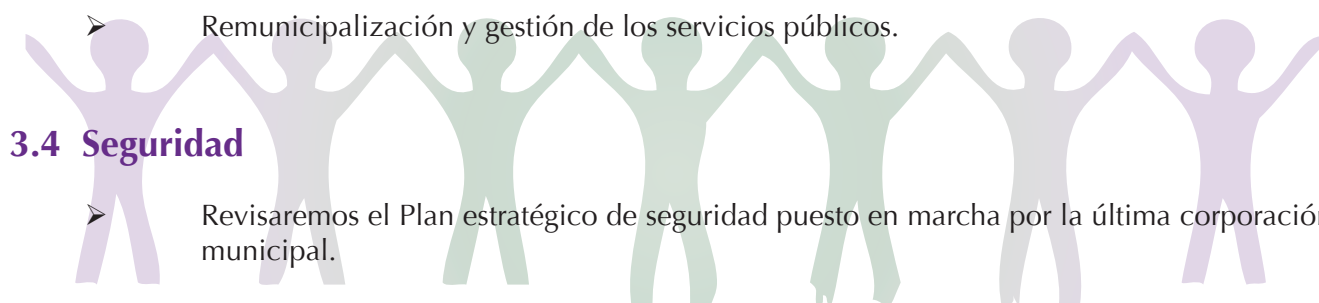 ➢ Remunicipalización y gestión de los servicios públicos.
3.4 Seguridad
➢ Revisaremos el Plan estratégico de seguridad puesto en marcha por la última corporación
municipal.